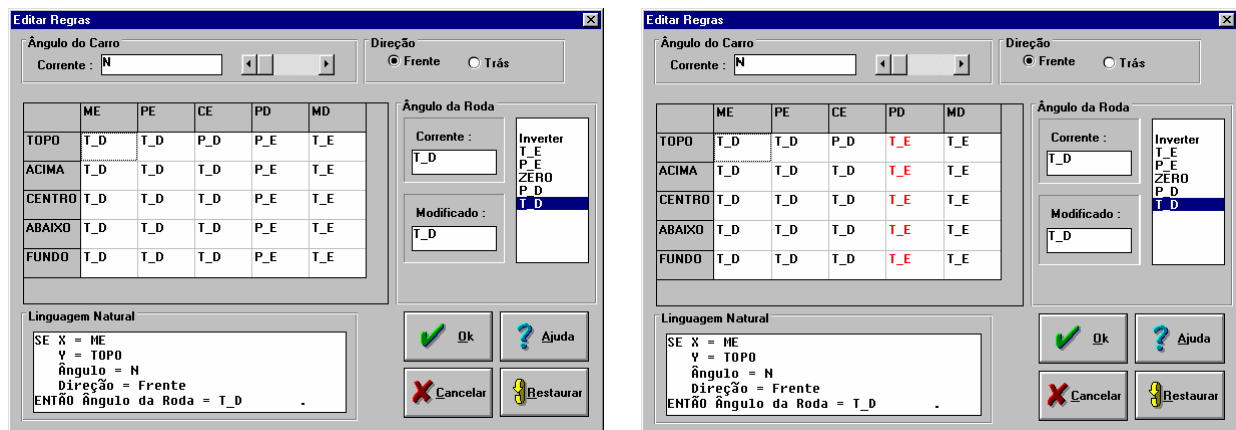 Editar Regras
Ângulo do Carro
Corrente : N
Direção
Frente Trás
ME PE CE PD MD
TOPO T_D T_D P_D P_E T_E
ACIMA T_D T_D T_D P_E T_E
CENTRO T_D T_D T_D P_E T_E
ABAIXO T_D T_D T_D P_E T_E
FUNDO T_D T_D T_D P_E T_E
Ângulo da Roda
Corrente :
T_D
Modificado :
T_D
Inverter
T_E
P_E
ZERO
P_D
T_D
Linguagem Natural
SE X = ME
Y = TOPO
Ângulo = N
Direção = Frente
ENTÃO Ângulo da Roda = T_D .
Ok
Ajuda
Cancelar
Restaurar
Editar Regras
Ângulo do Carro
Corrente : N
Direção
Frente Trás
ME PE CE PD MD
TOPO T_D T_D P_D T_E T_E
ACIMA T_D T_D T_D T_E T_E
CENTRO T_D T_D T_D T_E T_E
ABAIXO T_D T_D T_D T_E T_E
FUNDO T_D T_D T_D T_E T_E
Ângulo da Roda
Corrente :
T_D
Modificado :
T_D
Inverter
T_E
P_E
ZERO
P_D
T_D
Linguagem Natural
SE X = ME
Y = TOPO
Ângulo = N
Direção = Frente
ENTÃO Ângulo da Roda = T_D .
Ok
Ajuda
Cancelar
Restaurar